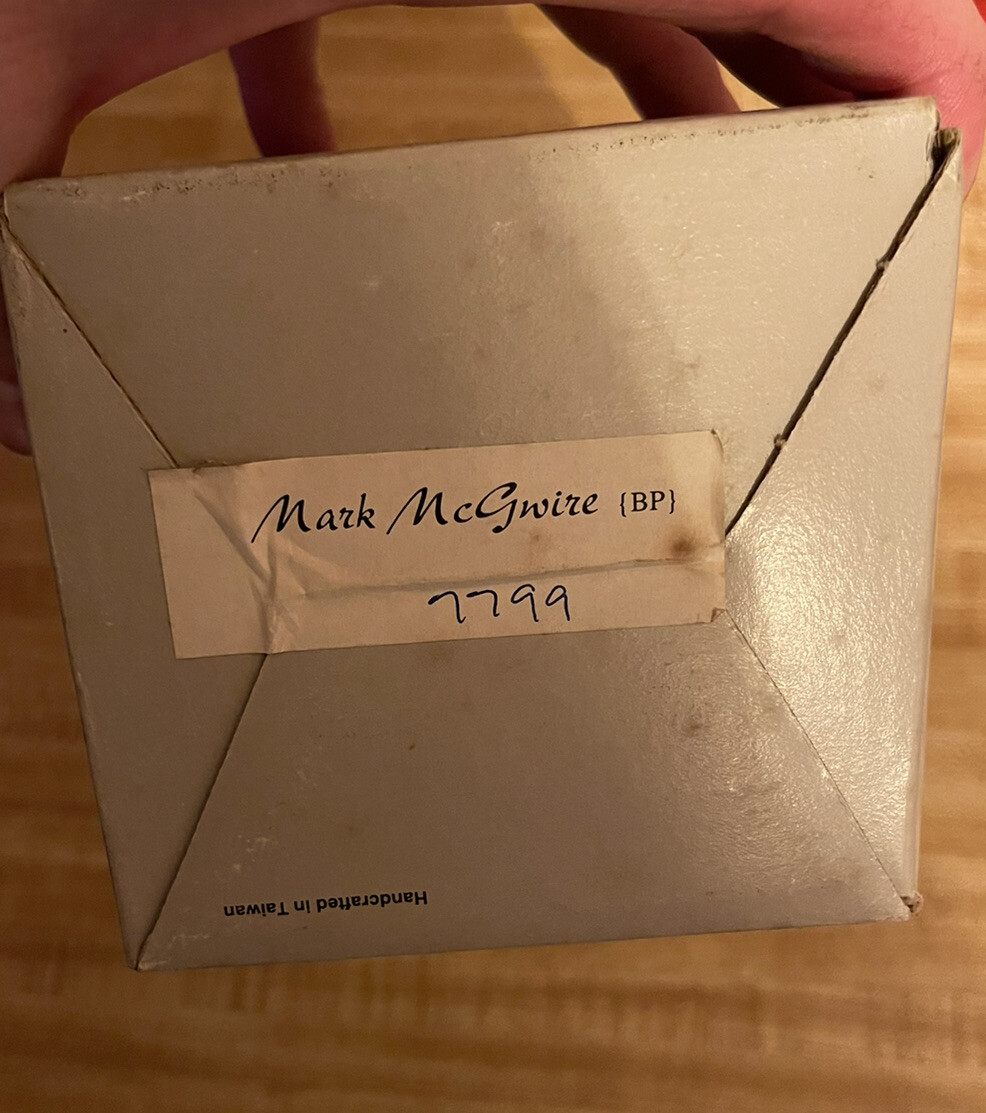 Mark McGwire {BP}
7799
Handcrafted In Taiwan